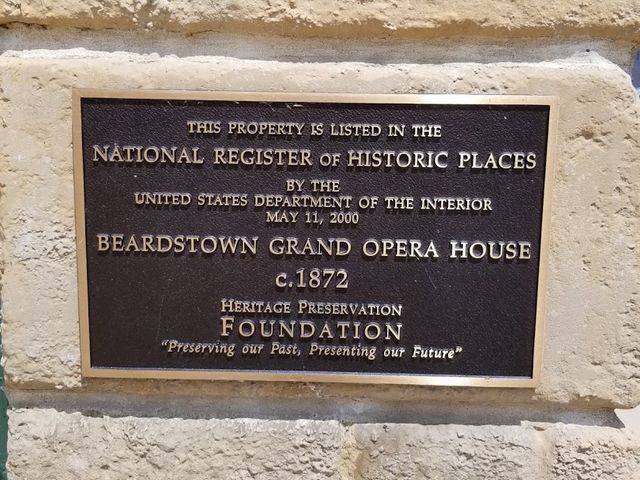 THIS PROPERTY IS LISTED IN THE
NATIONAL REGISTER OF HISTORIC PLACES
BY THE
UNITED STATES DEPARTMENT OF THE INTERIOR
MAY 11, 2000
BEARDSTOWN GRAND OPERA HOUSE
c.1872
HERITAGE PRESERVATION
FOUNDATION
"Preserving our Past, Presenting our Future"